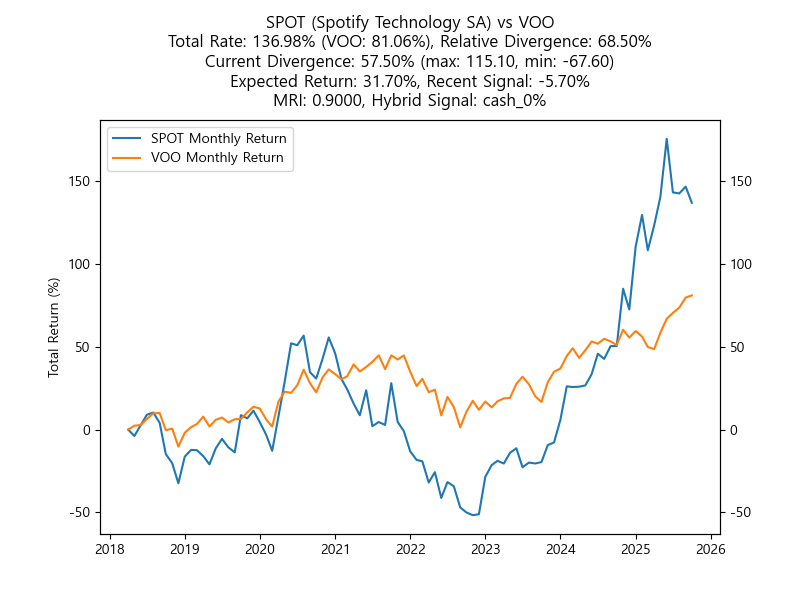 SPOT (Spotify Technology SA) vs VOO
Total Rate: 136.98% (VOO: 81.06%), Relative Divergence: 68.50%
Current Divergence: 57.50% (max: 115.10, min: -67.60)
Expected Return: 31.70%, Recent Signal: -5.70%
MRI: 0.9000, Hybrid Signal: cash_0%
SPOT Monthly Return
VOO Monthly Return
Total Return (%)
150
100
50
0
-50
150
100
50
0
-50
2018
2019
2020
2021
2022
2023
2024
2025
2026